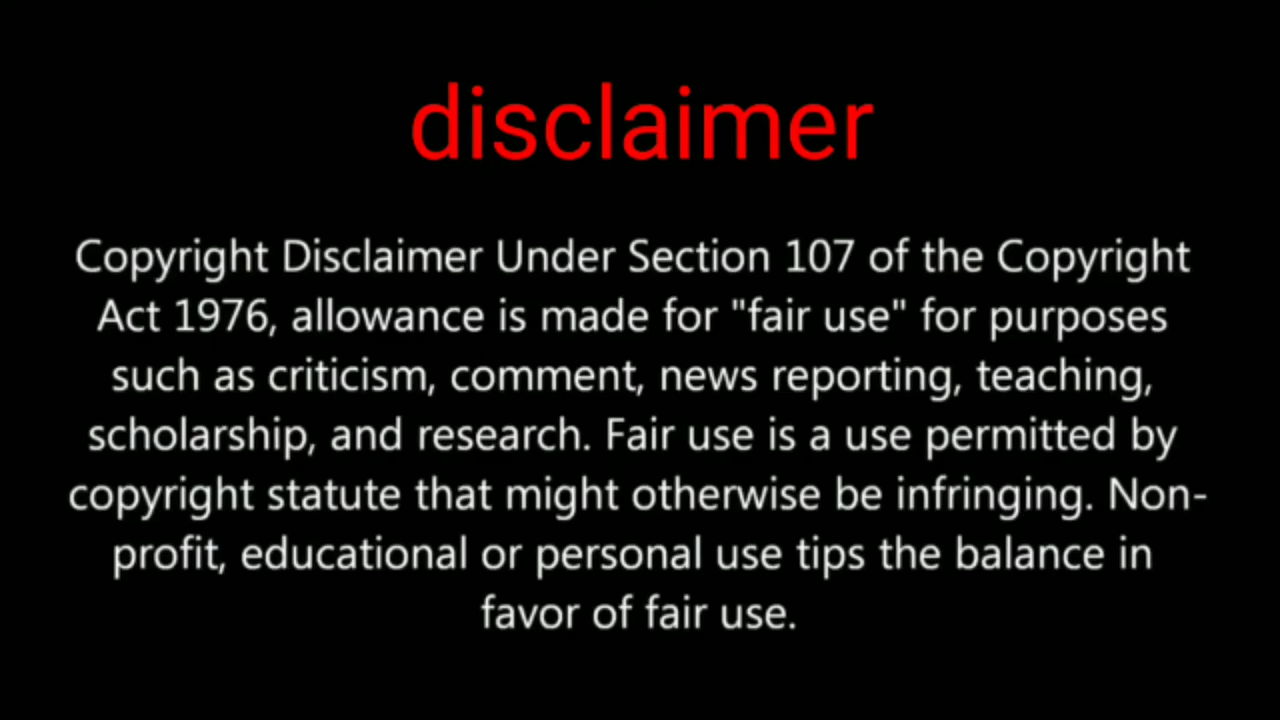 disclaimer
Copyright Disclaimer Under Section 107 of the Copyright
Act 1976, allowance is made for "fair use" for purposes
such as criticism, comment, news reporting, teaching,
scholarship, and research. Fair use is a use permitted by
copyright statute that might otherwise be infringing. Non-
profit, educational or personal use tips the balance in
favor of fair use.